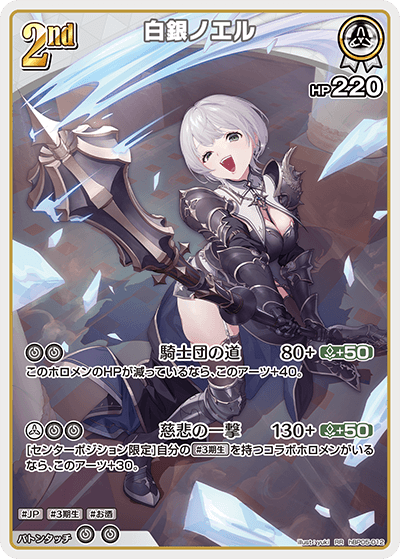 2nd
白銀ノエル
HP220
騎士団の道 80+ +50
このホロメンのHPが減っているなら、このアーツ+40。
慈悲の一撃 130+ +50
[センターポジション限定]自分の #3期生 を持つコラボホロメンがいる
なら、このアーツ+30。
#JP #3期生 #お酒
バトンタッチ
Illust:yuki RR hBP05-012